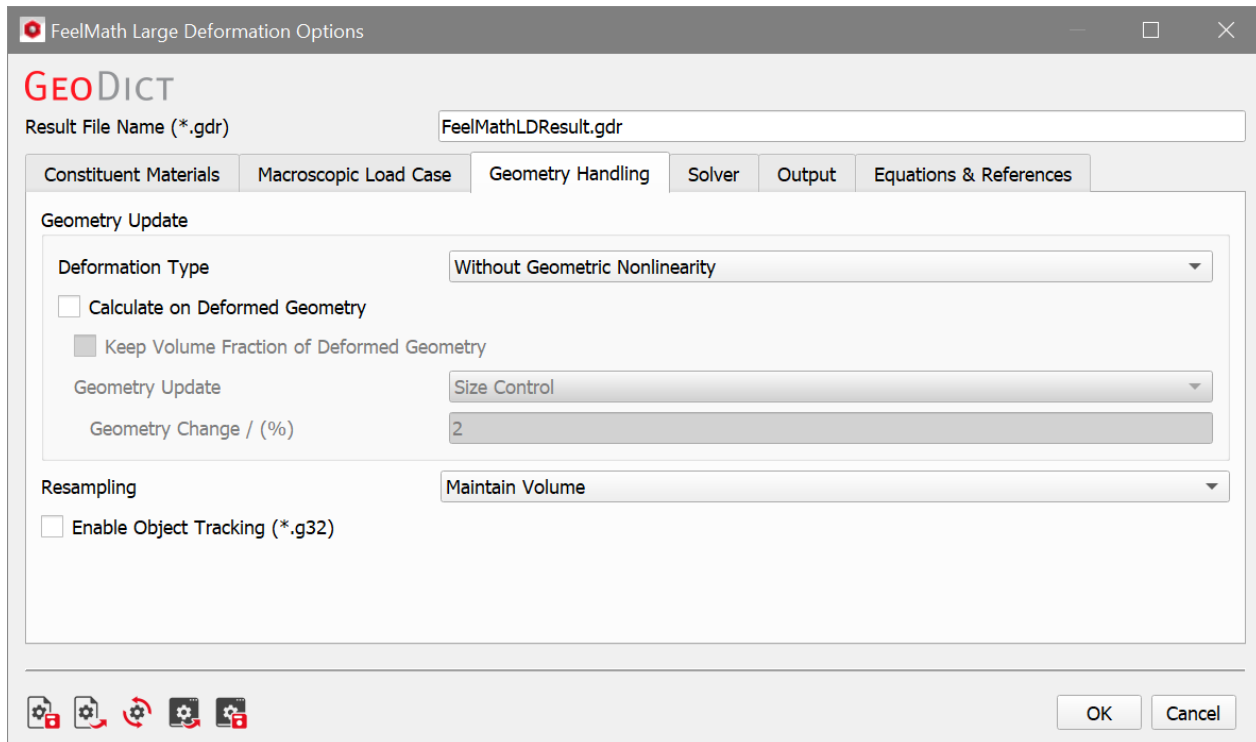 FeelMath Large Deformation Options
GEODICT
Result File Name (*.gdr) FeelMathLDResult.gdr
Constituent Materials Macroscopic Load Case Geometry Handling Solver Output Equations & References
Geometry Update
Deformation Type Without Geometric Nonlinearity
Calculate on Deformed Geometry
Keep Volume Fraction of Deformed Geometry
Geometry Update Size Control
Geometry Change / (%) 2
Resampling Maintain Volume
Enable Object Tracking (*.g32)
OK Cancel